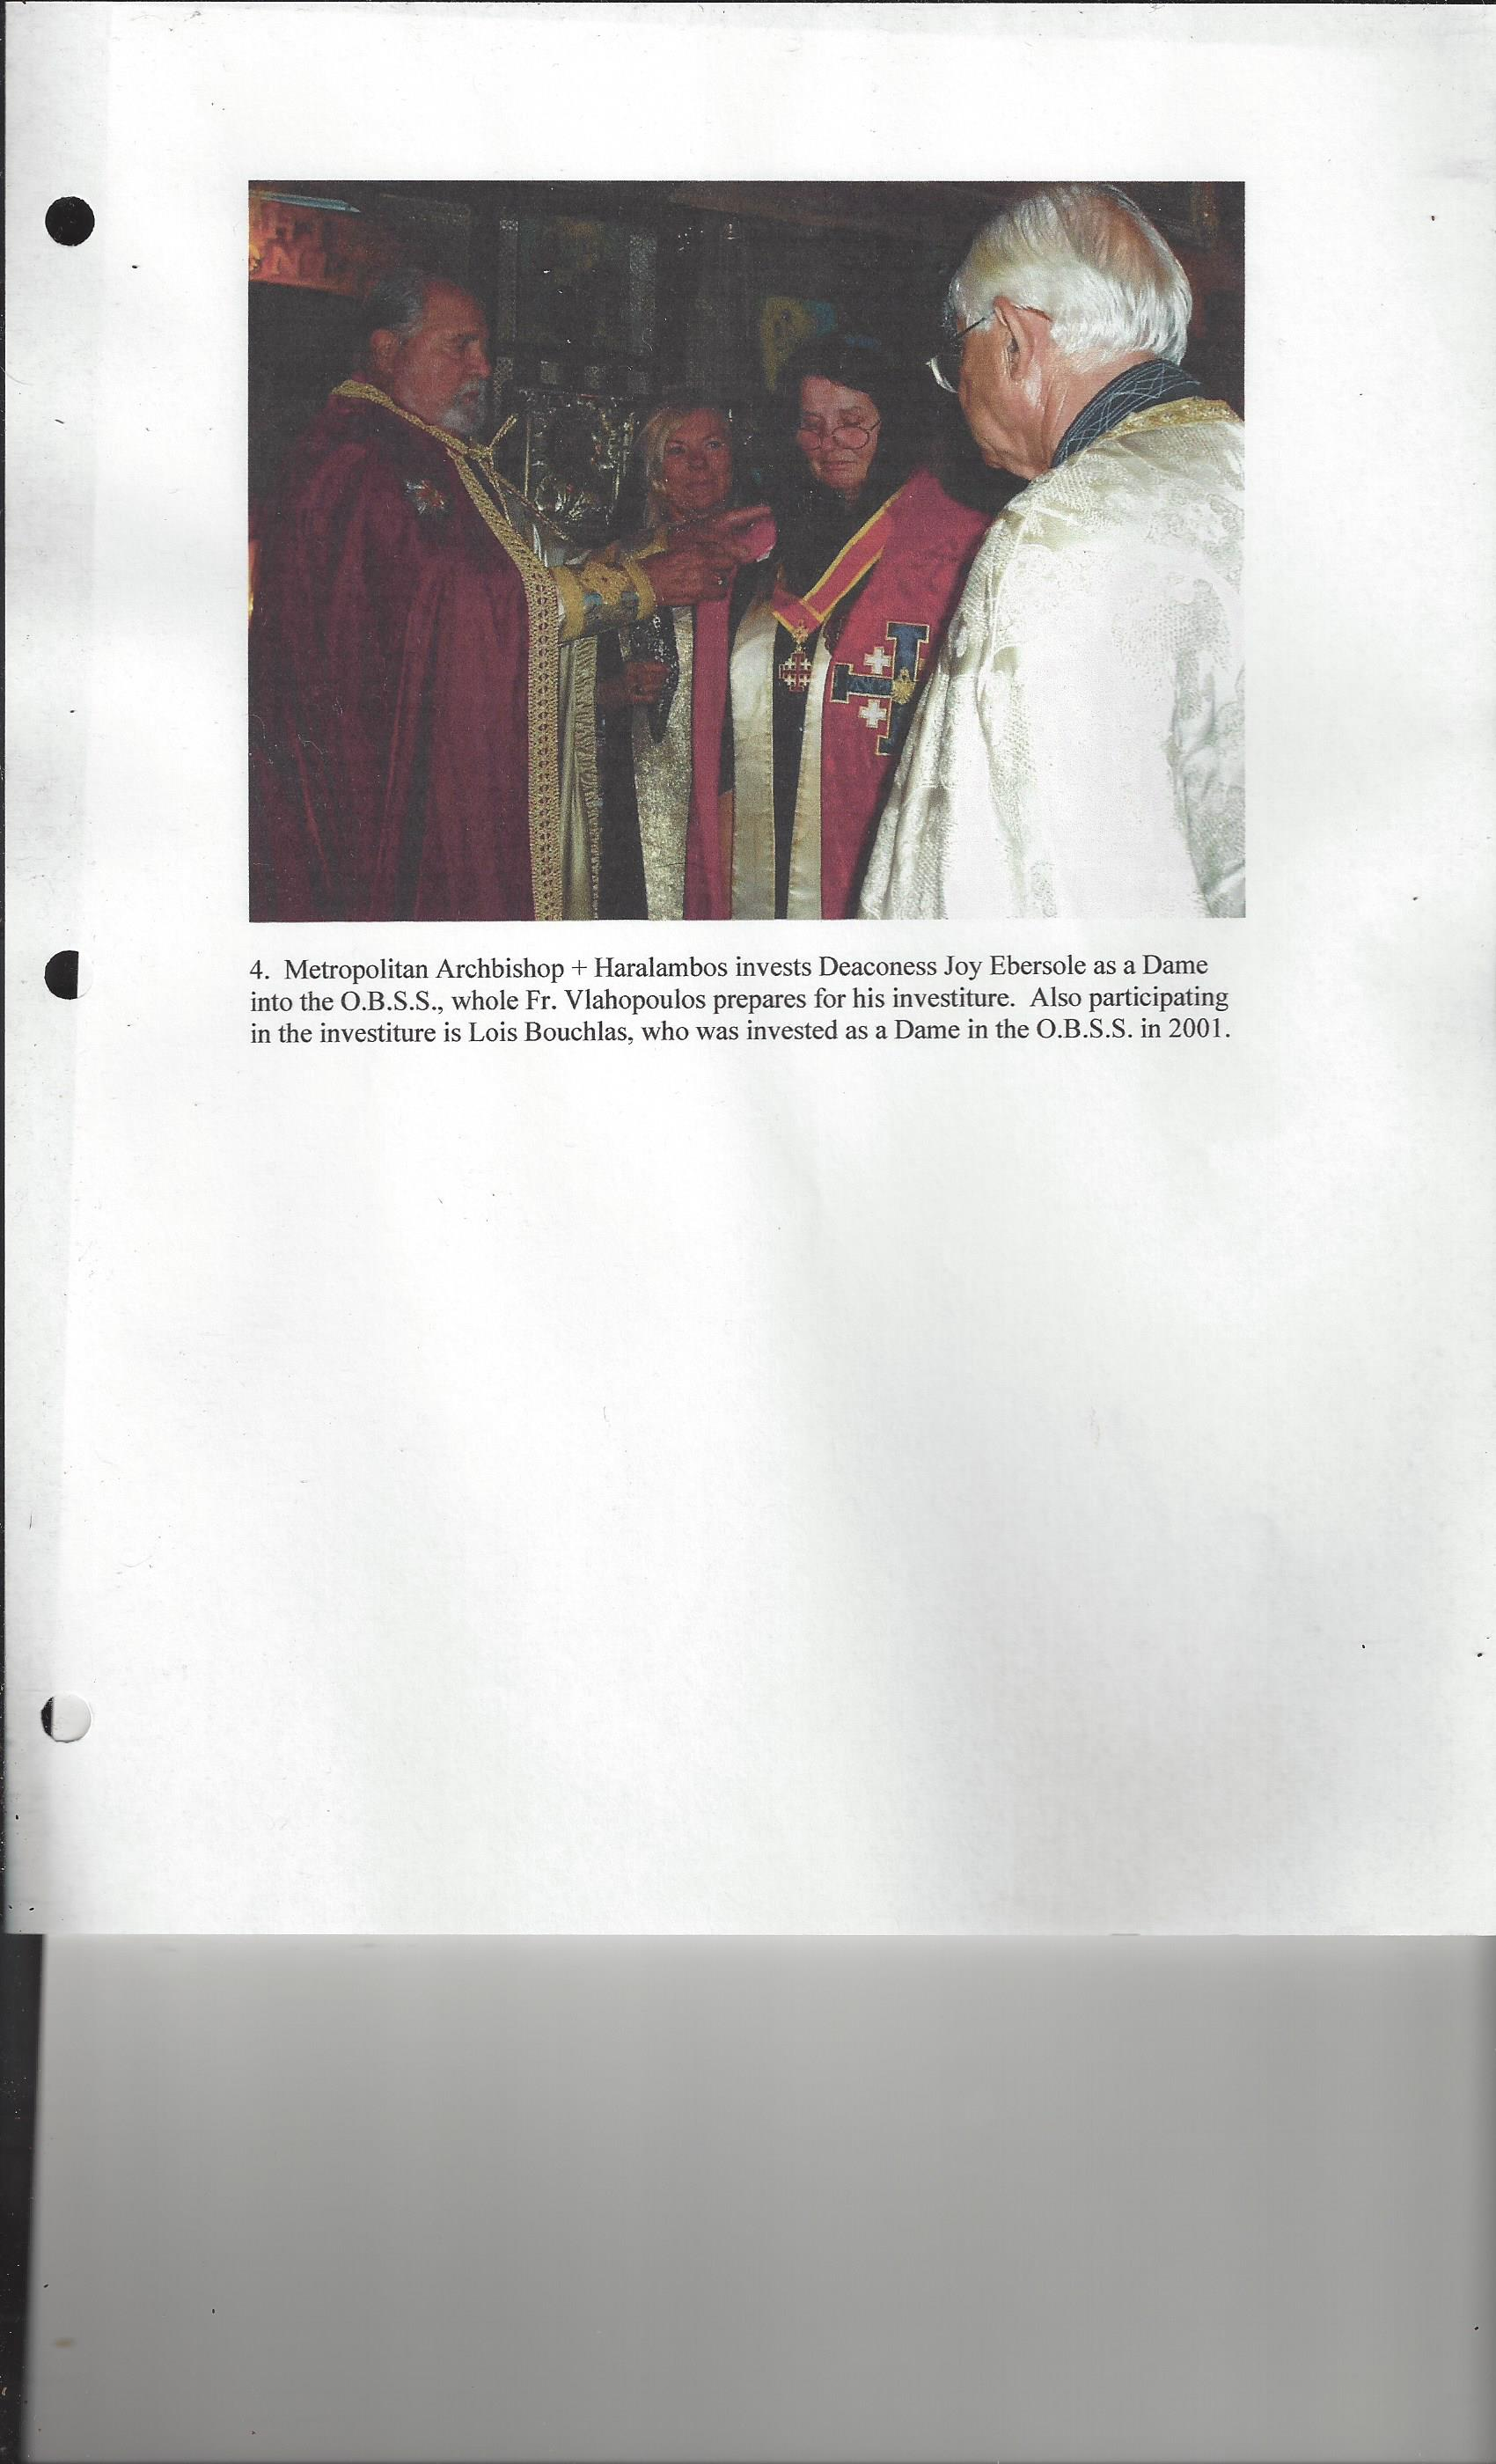 4.  Metropolitan Archbishop + Haralambos invests Deaconess Joy Ebersole as a Dame
into the O.B.S.S., whole Fr. Vlahopoulos prepares for his investiture.  Also participating
in the investiture is Lois Bouchlas, who was invested as a Dame in the O.B.S.S. in 2001.